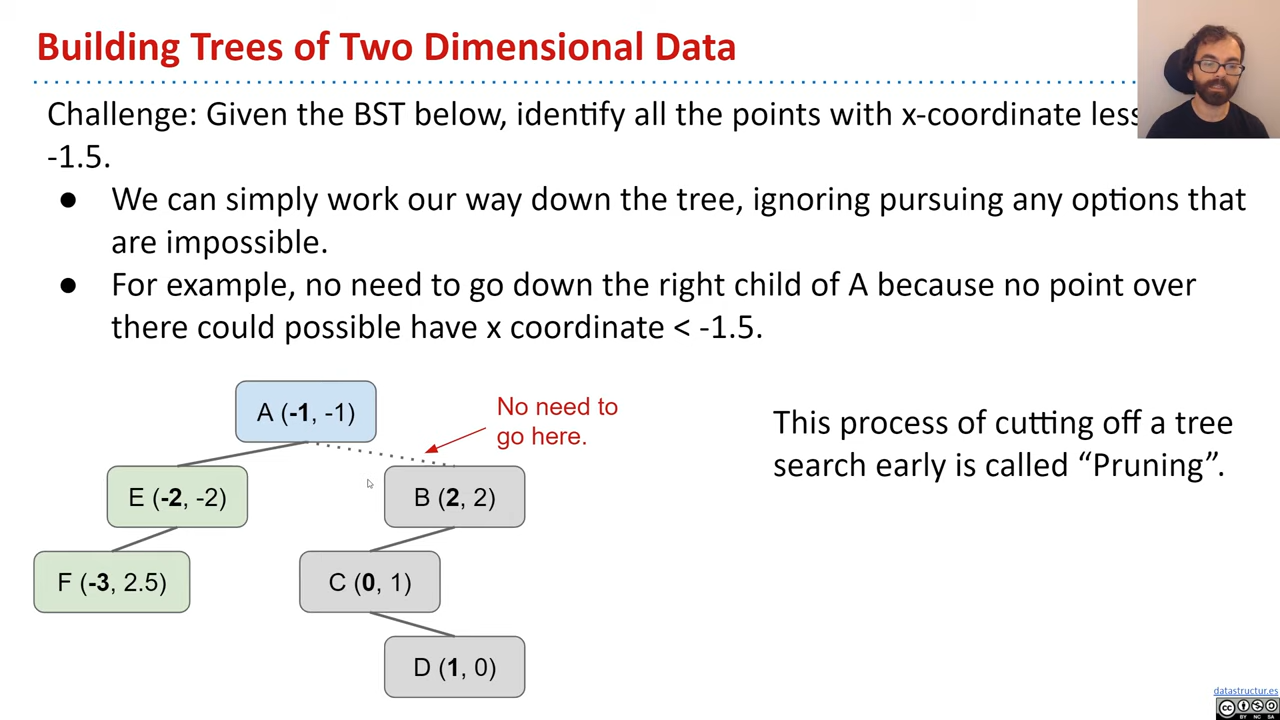 Building Trees of Two Dimensional Data
Challenge: Given the BST below, identify all the points with x-coordinate less
-1.5.
● We can simply work our way down the tree, ignoring pursuing any options that
are impossible.
● For example, no need to go down the right child of A because no point over
there could possible have x coordinate < -1.5.
A (-1, -1)
No need to
go here.
This process of cutting off a tree
search early is called “Pruning”.
E (-2, -2)
B (2, 2)
F (-3, 2.5)
C (0, 1)
D (1, 0)
datastructur.es
BY NC SA